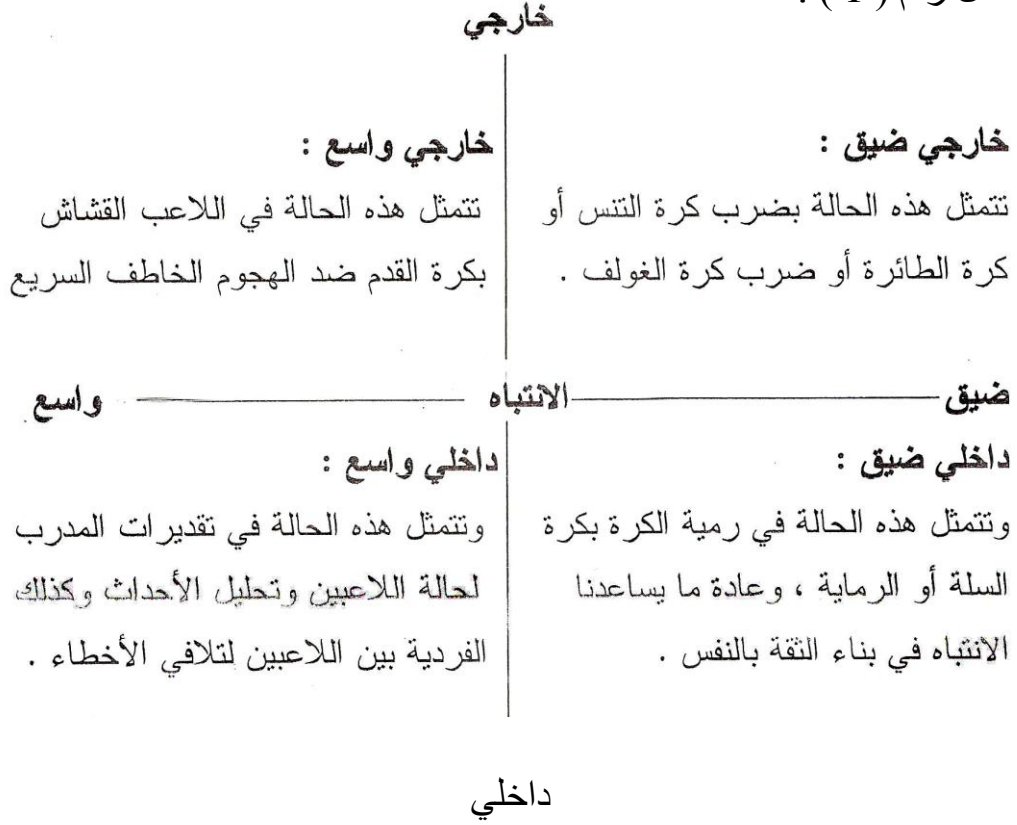 خارجي
خارجي ضيق :
تتمثل هذه الحالة بضرب كرة التنس أو
كرة الطائرة أو ضرب كرة الغولف .
خارجي واسع :
تتمثل هذه الحالة في اللاعب القشاش
بكرة القدم ضد الهجوم الخاطف السريع
ضيق الانتباه واسع
داخلي ضيق :
وتتمثل هذه الحالة في رمية الكرة بكرة
السلة أو الرماية ، وعادة ما يساعدنا
الانتباه في بناء الثقة بالنفس .
داخلي واسع :
وتتمثل هذه الحالة في تقديرات المدرب
لحالة اللاعبين وتحليل الأحداث وكذلك
الفردية بين اللاعبين لتلافي الأخطاء .
داخلي